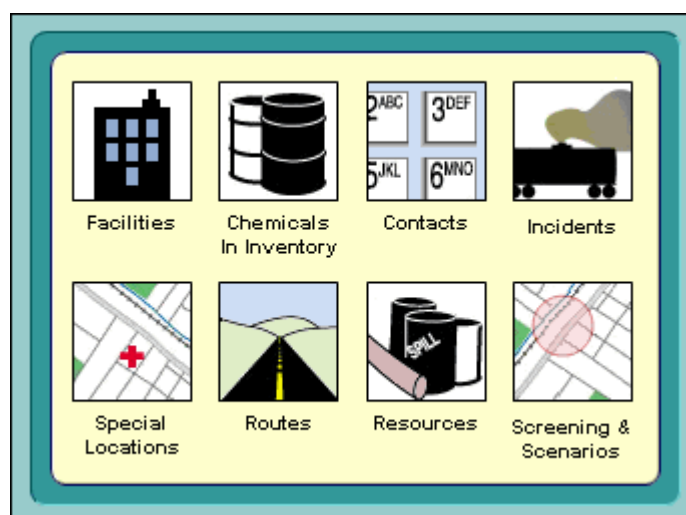 2ABC 3DEF
5JKL 6MNO
Facilities
Chemicals
In Inventory
Contacts
Incidents
SPILL
Special
Locations
Routes
Resources
Screening &
Scenarios